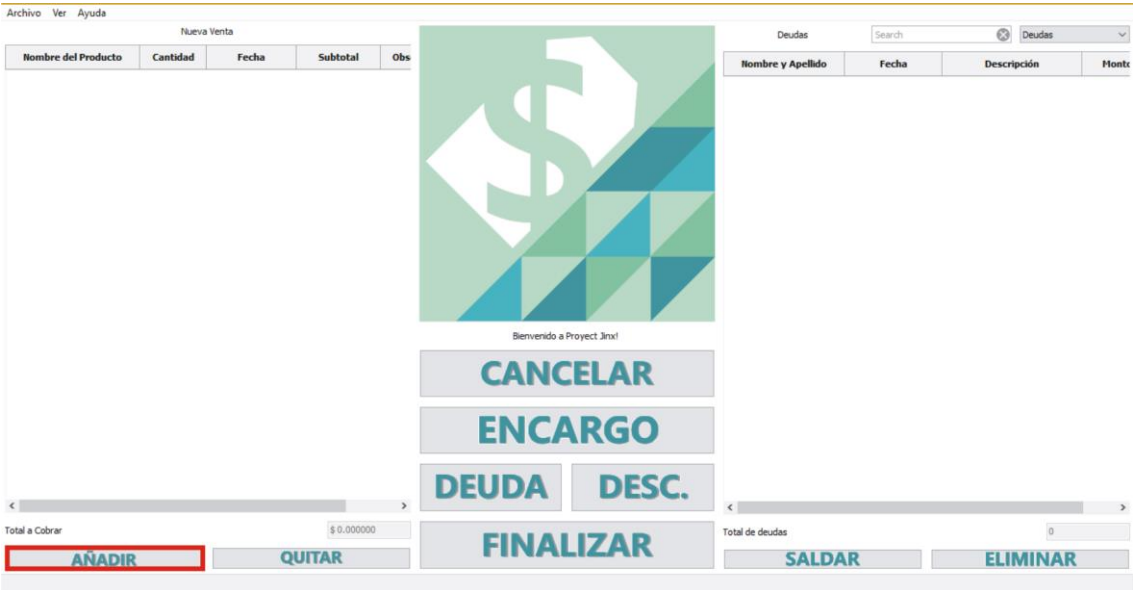 Archivo Ver Ayuda
Nueva Venta
Nombre del Producto Cantidad Fecha Subtotal Obs
Bienvenido a Proyect Jinx!
CANCELAR
ENCARGO
DEUDA DESC.
FINALIZAR
Total a Cobrar $ 0.000000
AÑADIR QUITAR
Deudas Search Deudas
Nombre y Apellido Fecha Descripción Monto
Total de deudas 0
SALDAR ELIMINAR